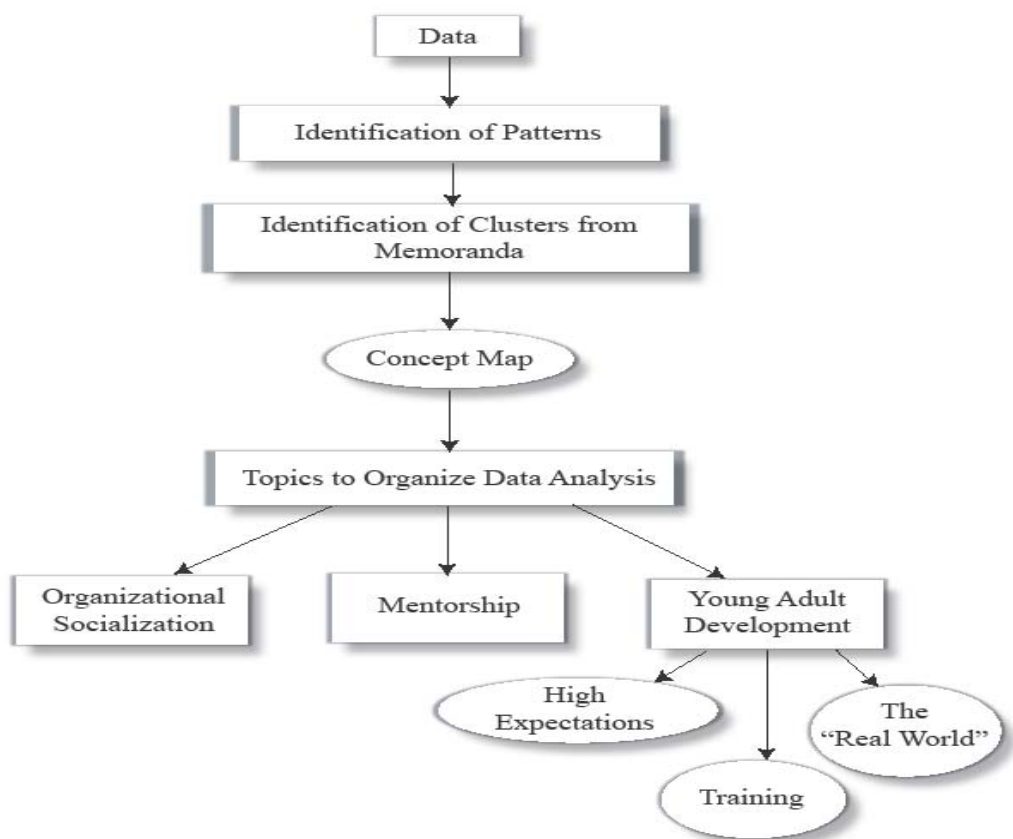 Data
Identification of Patterns
Identification of Clusters from
Memoranda
Concept Map
Topics to Organize Data Analysis
Organizational
Socialization
Mentorship
Young Adult
Development
High
Expectations
Training
The
“Real World”